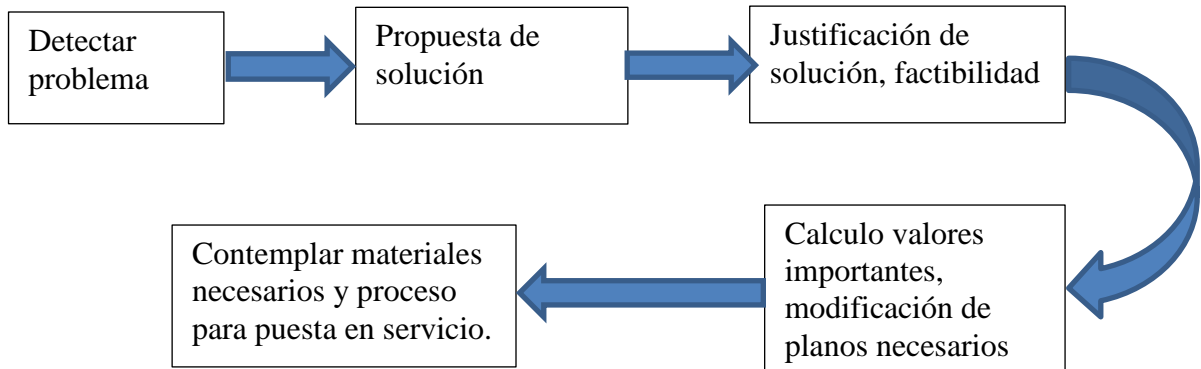 Detectar
problema
Propuesta de
solución
Justificación de
solución, factibilidad
Calculo valores
importantes,
modificación de
planos necesarios
Contemplar materiales
necesarios y proceso
para puesta en servicio.